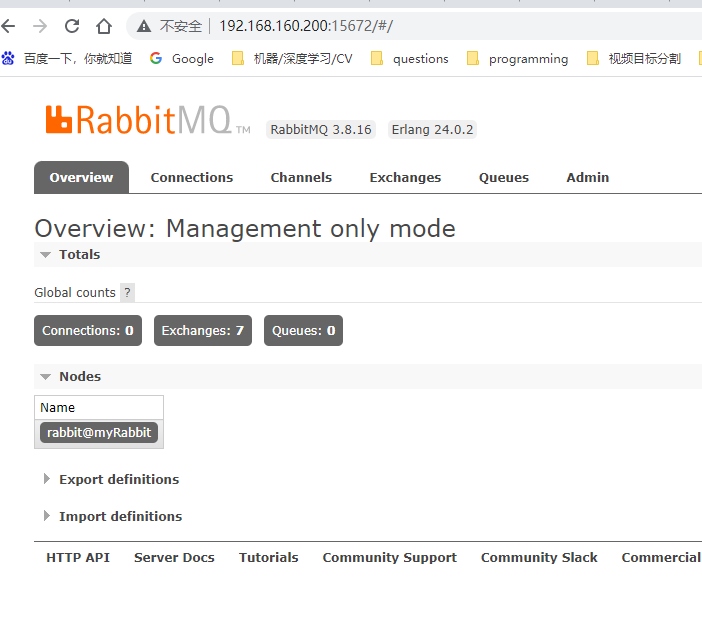 不安全 192.168.160.200:15672/#/
百度一下，你就知道 Google 机器/深度学习/CV questions programming 视频目标分割
RabbitMQ TM RabbitMQ 3.8.16 Erlang 24.0.2
Overview Connections Channels Exchanges Queues Admin
Overview: Management only mode
Totals
Global counts ?
Connections: 0 Exchanges: 7 Queues: 0
Nodes
Name
rabbit@myRabbit
Export definitions
Import definitions
HTTP API Server Docs Tutorials Community Support Community Slack Commercial